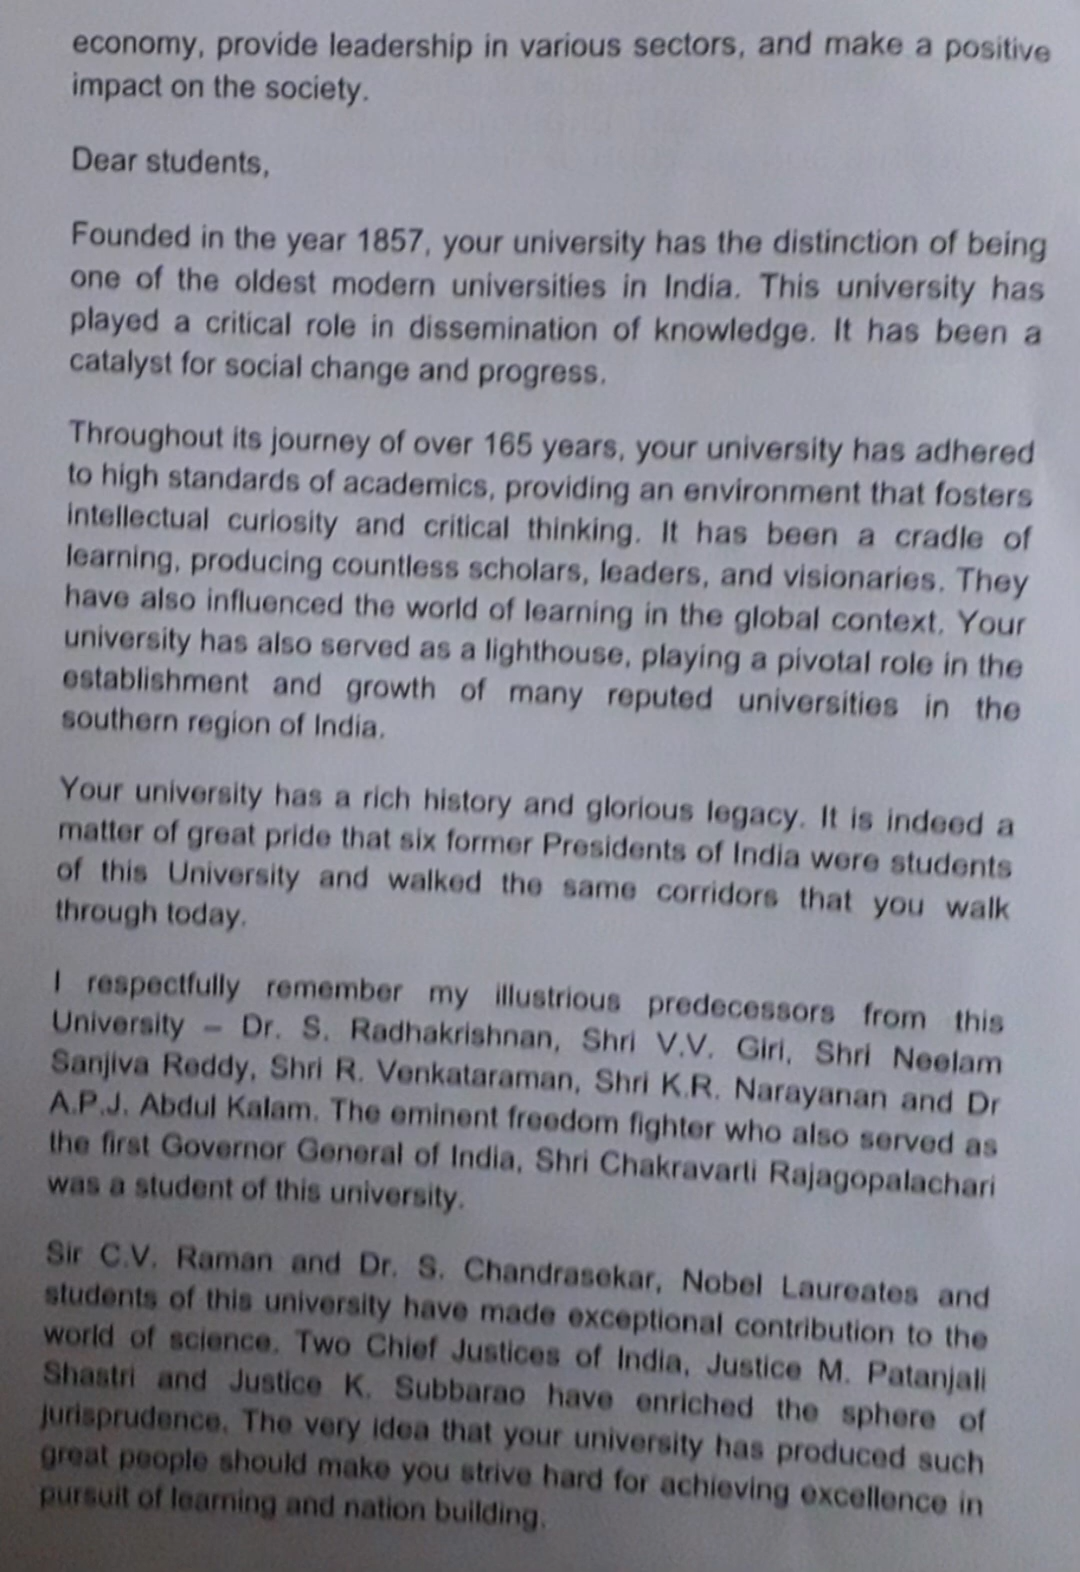 economy, provide leadership in various sectors, and make a positive
impact on the society.
Dear students,
Founded in the year 1857, your university has the distinction of being
one of the oldest modern universities in India. This university has
played a critical role in dissemination of knowledge. It has been a
catalyst for social change and progress.
Throughout its journey of over 165 years, your university has adhered
to high standards of academics, providing an environment that fosters
intellectual curiosity and critical thinking. It has been a cradle of
learning, producing countless scholars, leaders, and visionaries. They
have also influenced the world of learning in the global context. Your
university has also served as a lighthouse, playing a pivotal role in the
establishment and growth of many reputed universities in the
southern region of India.
Your university has a rich history and glorious legacy. It is indeed a
matter of great pride that six former Presidents of India were students
of this University and walked the same corridors that you walk
through today.
I respectfully remember my illustrious predecessors from this
University – Dr. S. Radhakrishnan, Shri V.V. Giri, Shri Neelam
Sanjiva Reddy, Shri R. Venkataraman, Shri K.R. Narayanan and Dr
A.P.J. Abdul Kalam. The eminent freedom fighter who also served as
the first Governor General of India, Shri Chakravarti Rajagopalachari
was a student of this university.
Sir C.V. Raman and Dr. S. Chandrasekar, Nobel Laureates and
students of this university have made exceptional contribution to the
world of science. Two Chief Justices of India, Justice M. Patanjali
Shastri and Justice K. Subbarao have enriched the sphere of
jurisprudence. The very idea that your university has produced such
great people should make you strive hard for achieving excellence in
pursuit of learning and nation building.